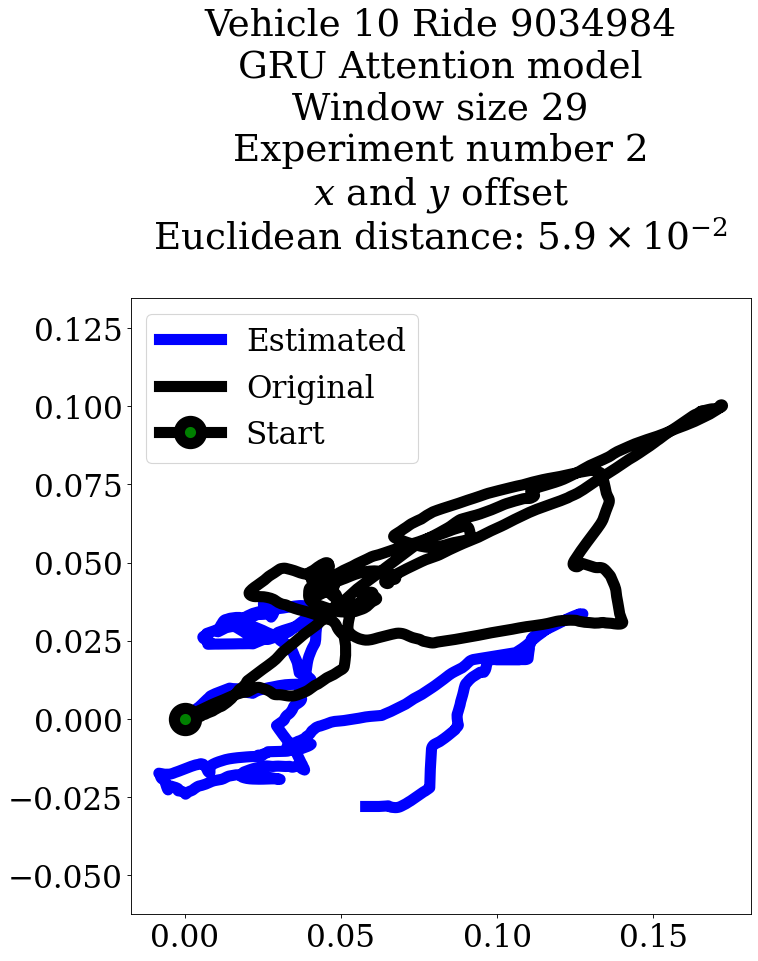 Vehicle 10 Ride 9034984
GRU Attention model
Window size 29
Experiment number 2
x and y offset
Euclidean distance: 5.9 × 10⁻²
Estimated
Original
Start
0.125
0.100
0.075
0.050
0.025
0.000
−0.025
−0.050
0.00 0.05 0.10 0.15